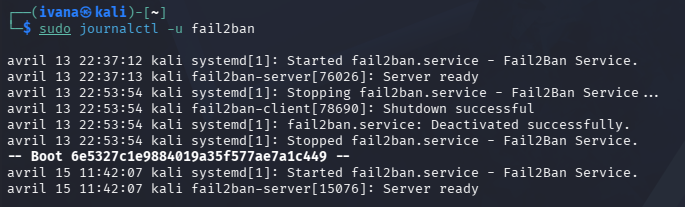 ┌──(ivana㉿kali)-[~]
└─$ sudo journalctl -u fail2ban
avril 13 22:37:12 kali systemd[1]: Started fail2ban.service - Fail2Ban Service.
avril 13 22:37:13 kali fail2ban-server[76026]: Server ready
avril 13 22:53:54 kali systemd[1]: Stopping fail2ban.service - Fail2Ban Service...
avril 13 22:53:54 kali fail2ban-client[78690]: Shutdown successful
avril 13 22:53:54 kali systemd[1]: fail2ban.service: Deactivated successfully.
avril 13 22:53:54 kali systemd[1]: Stopped fail2ban.service - Fail2Ban Service.
-- Boot 6e5327c1e9884019a35f577ae7a1c449 --
avril 15 11:42:07 kali systemd[1]: Started fail2ban.service - Fail2Ban Service.
avril 15 11:42:07 kali fail2ban-server[15076]: Server ready